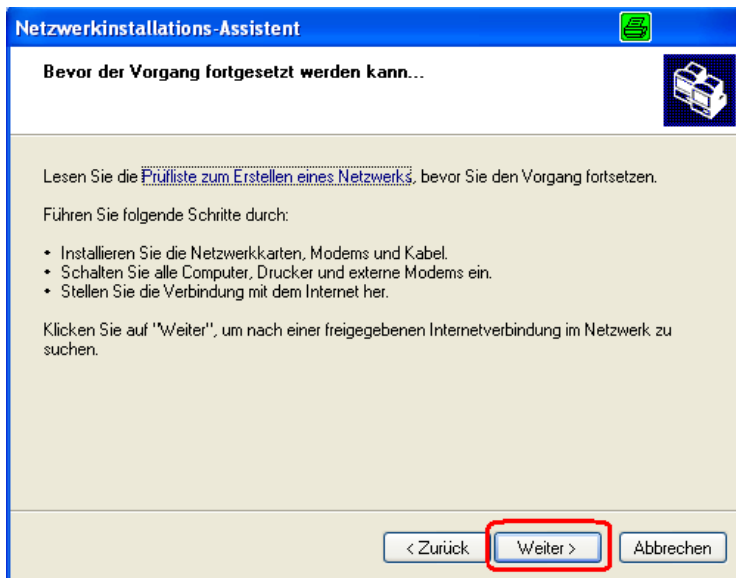 Netzwerkinstallations-Assistent
Bevor der Vorgang fortgesetzt werden kann...
Lesen Sie die Prüfliste zum Erstellen eines Netzwerks, bevor Sie den Vorgang fortsetzen.
Führen Sie folgende Schritte durch:
• Installieren Sie die Netzwerkkarten, Modems und Kabel.
• Schalten Sie alle Computer, Drucker und externe Modems ein.
• Stellen Sie die Verbindung mit dem Internet her.
Klicken Sie auf "Weiter", um nach einer freigegebenen Internetverbindung im Netzwerk zu
suchen.
< Zurück Weiter > Abbrechen